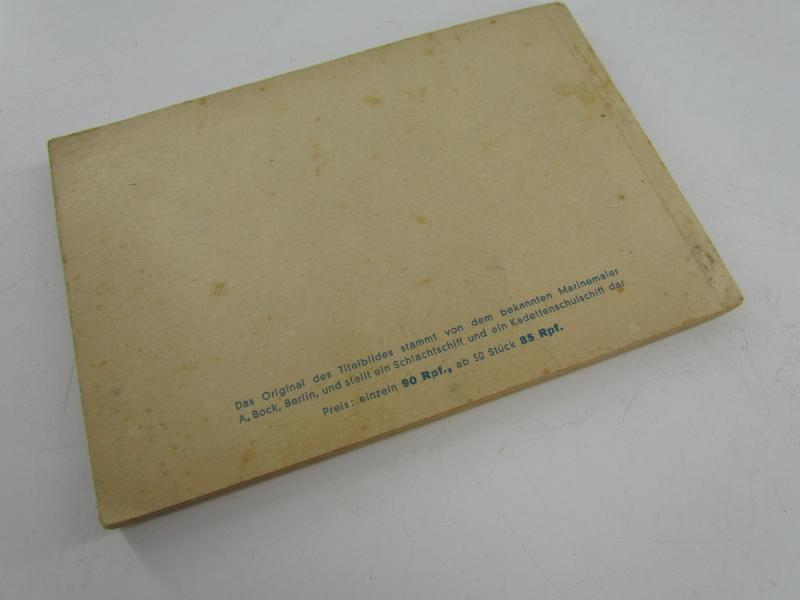 Das Original des Titelbildes stammt von dem bekannten Marinemaler
A. Bock, Berlin, und stellt ein Schlachtschiff und ein Kadettenschulschiff dar
Preis: einzeln 90 Rpf., ab 50 Stück 85 Rpf.